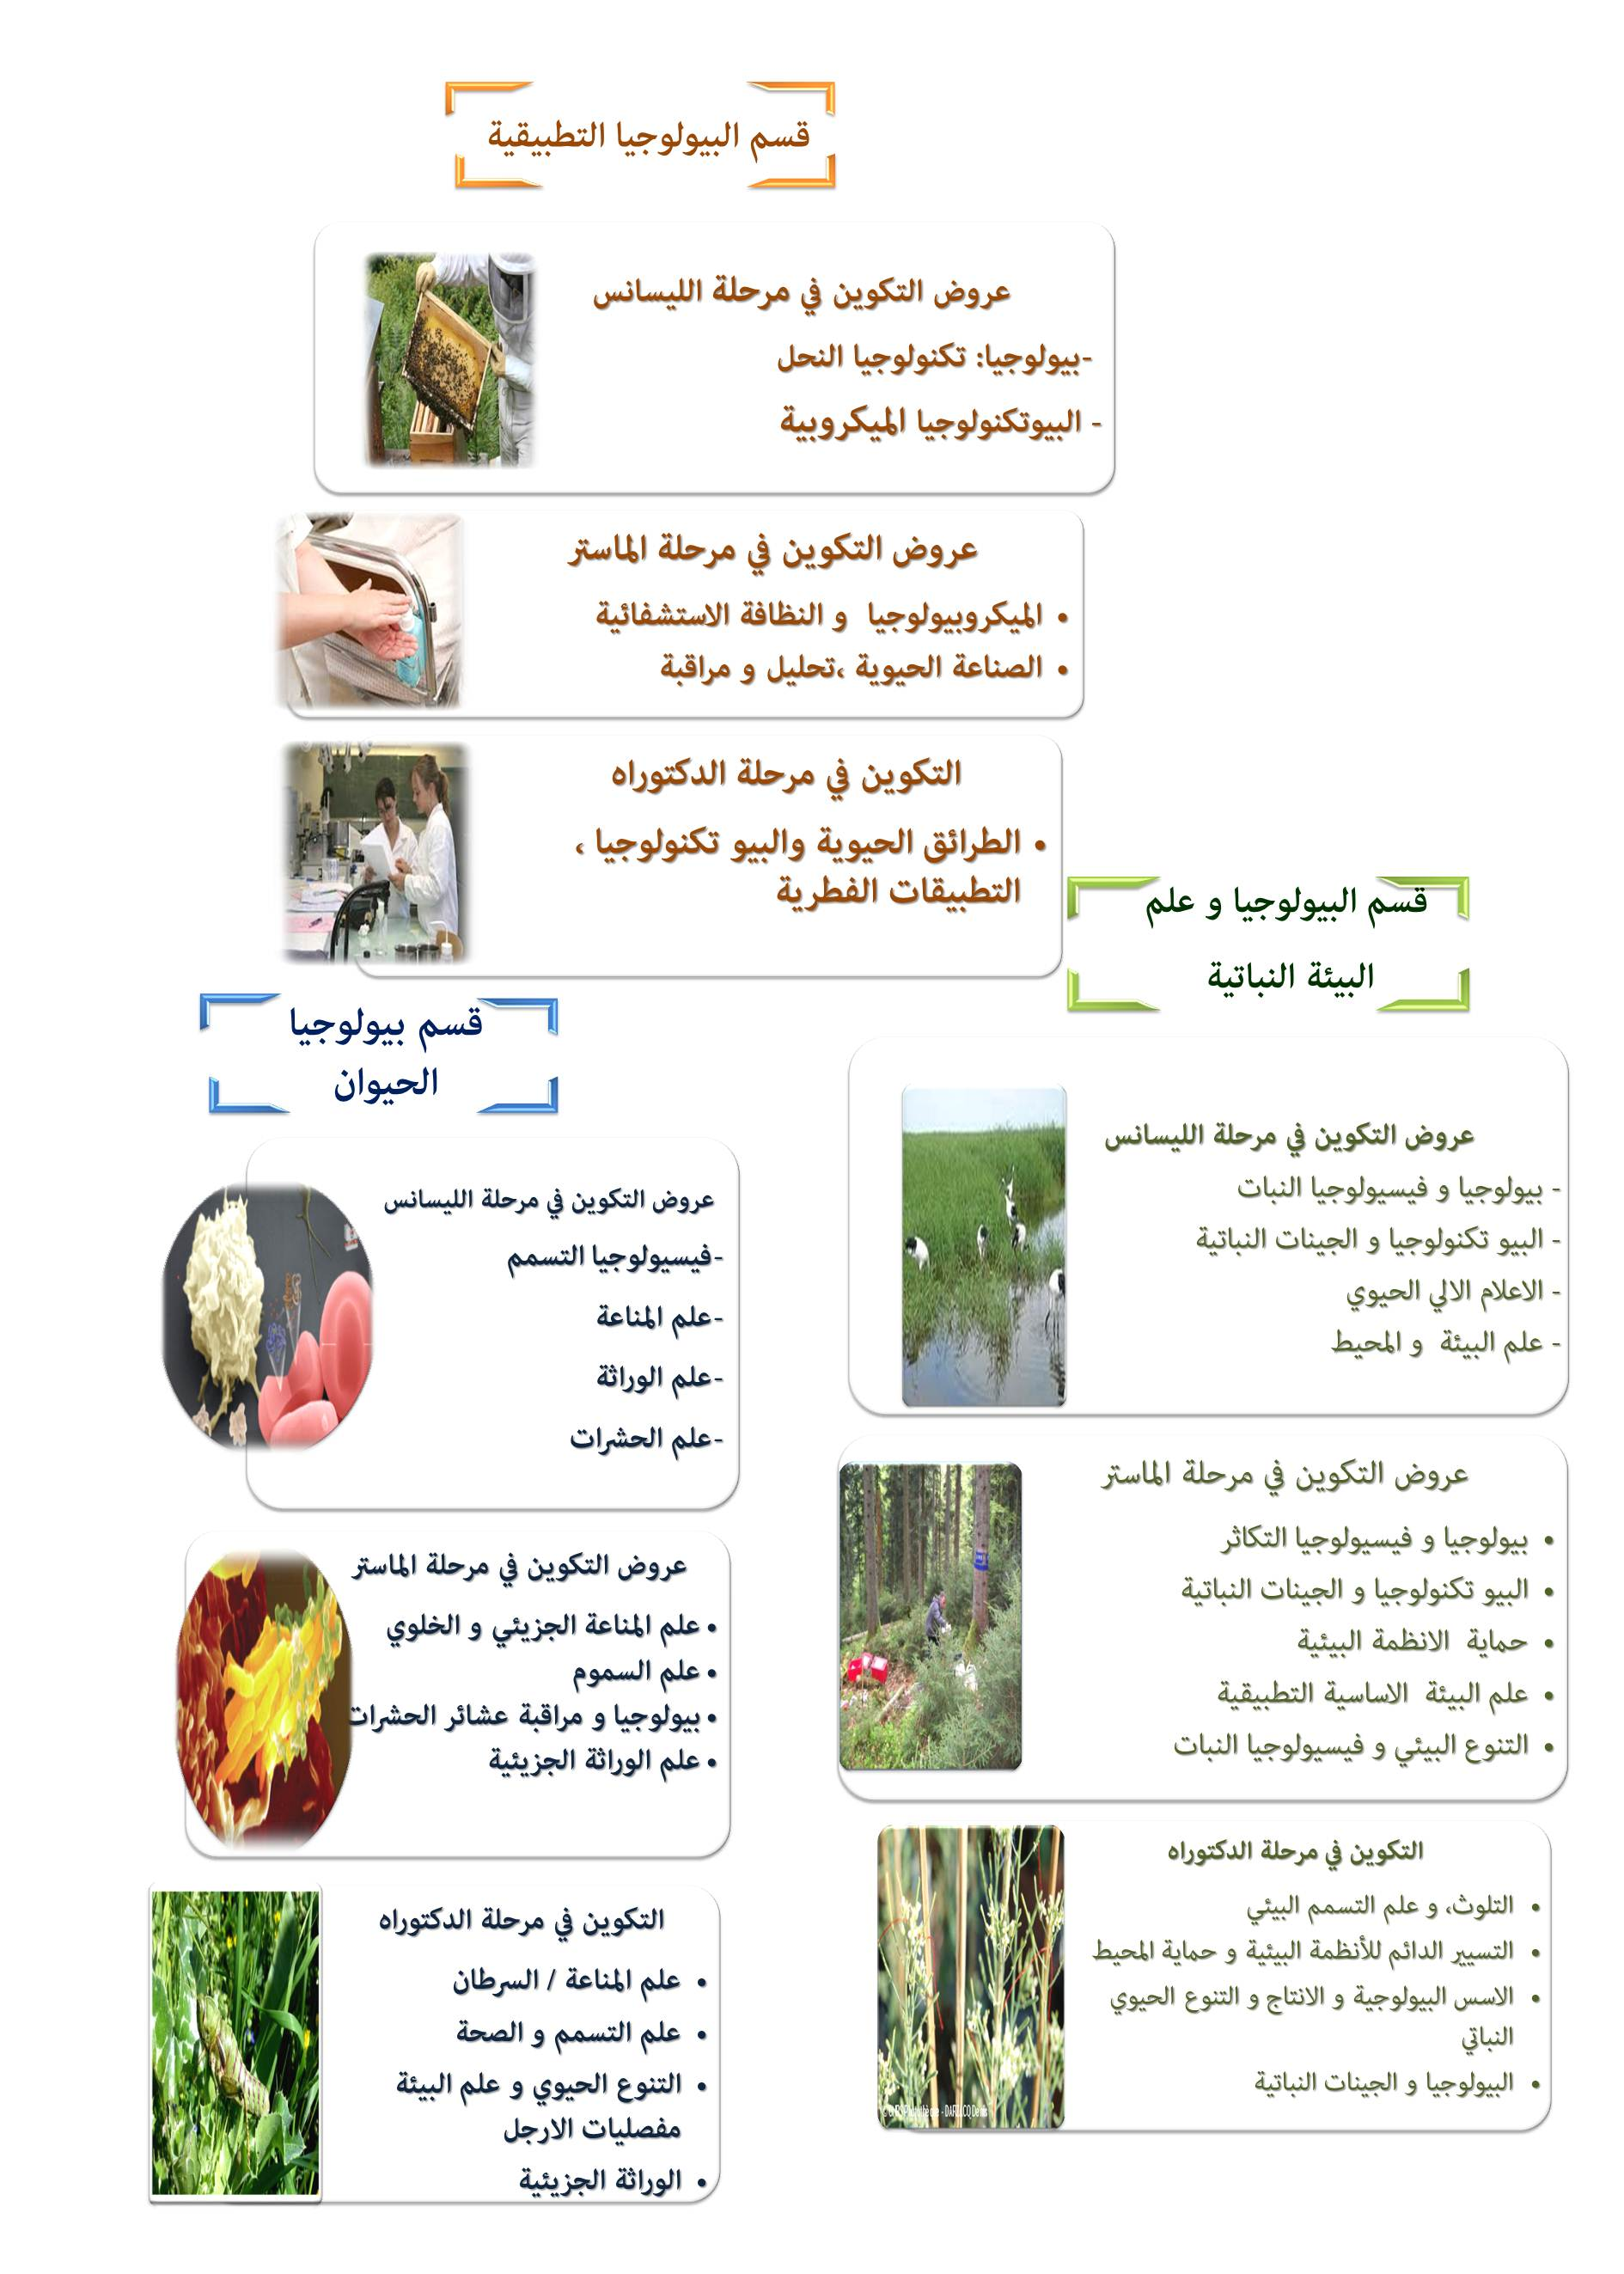 قسم البيولوجيا التطبيقية
عروض التكوين في مرحلة الليسانس
-بيولوجيا: تكنولوجيا النحل
- البيوتكنولوجيا الميكروبية
عروض التكوين في مرحلة الماستر
• الميكروبيولوجيا و النظافة الاستشفائية
• الصناعة الحيوية ،تحليل و مراقبة
التكوين في مرحلة الدكتوراه
• الطرائق الحيوية والبيو تكنولوجيا ،
التطبيقات الفطرية
قسم البيولوجيا و علم
البيئة النباتية
عروض التكوين في مرحلة الليسانس
- بيولوجيا و فيسيولوجيا النبات
- البيو تكنولوجيا و الجينات النباتية
- الاعلام الالي الحيوي
- علم البيئة و المحيط
عروض التكوين في مرحلة الماستر
• بيولوجيا و فيسيولوجيا التكاثر
• البيو تكنولوجيا و الجينات النباتية
• حماية الانظمة البيئية
• علم البيئة الاساسية التطبيقية
• التنوع البيئي و فيسيولوجيا النبات
التكوين في مرحلة الدكتوراه
• التلوث، و علم التسمم البيئي
• التسيير الدائم للأنظمة البيئية و حماية المحيط
• الاسس البيولوجية و الانتاج و التنوع الحيوي
النباتي
• البيولوجيا و الجينات النباتية
قسم بيولوجيا
الحيوان
عروض التكوين في مرحلة الليسانس
-فيسيولوجيا التسمم
-علم المناعة
-علم الوراثة
-علم الحشرات
عروض التكوين في مرحلة الماستر
• علم المناعة الجزيئي و الخلوي
• علم السموم
• بيولوجيا و مراقبة عشائر الحشرات
• علم الوراثة الجزيئية
التكوين في مرحلة الدكتوراه
• علم المناعة / السرطان
• علم التسمم و الصحة
• التنوع الحيوي و علم البيئة
مفصليات الارجل
• الوراثة الجزيئية